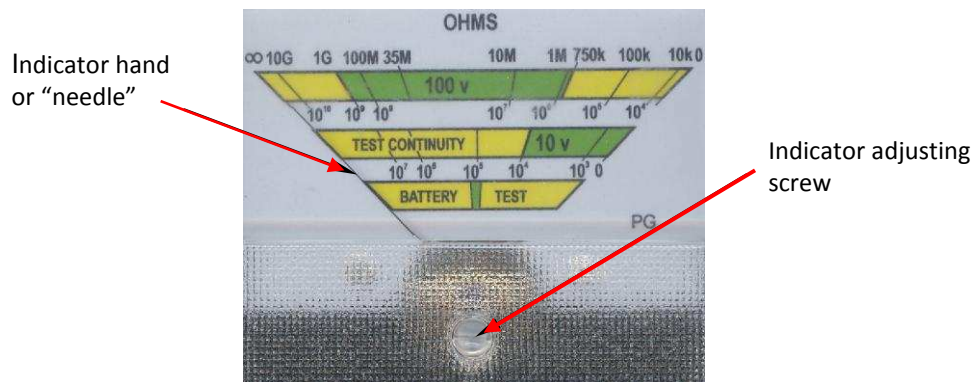 OHMS
Indicator hand
or “needle”
∞ 10G 1G 100M 35M 10M 1M 750k 100k 10k 0
100 v
10¹⁰ 10⁹ 10⁸ 10⁷ 10⁶ 10⁵ 10⁴
TEST CONTINUITY 10 v
10⁷ 10⁶ 10⁵ 10⁴ 10³ 0
BATTERY TEST
Indicator adjusting
screw
PG